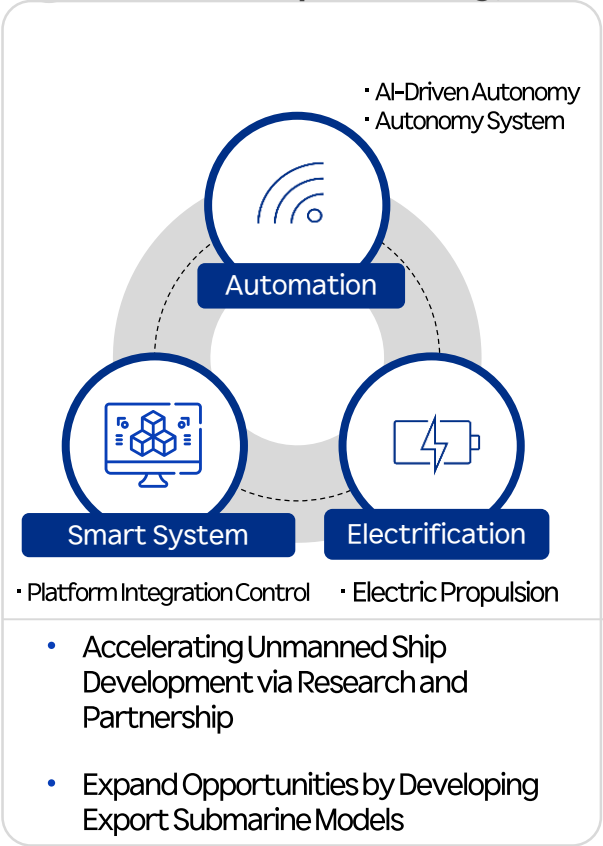 · AI-Driven Autonomy
· Autonomy System
Automation
Smart System
Electrification
· Platform Integration Control
· Electric Propulsion
• Accelerating Unmanned Ship
Development via Research and
Partnership
• Expand Opportunities by Developing
Export Submarine Models